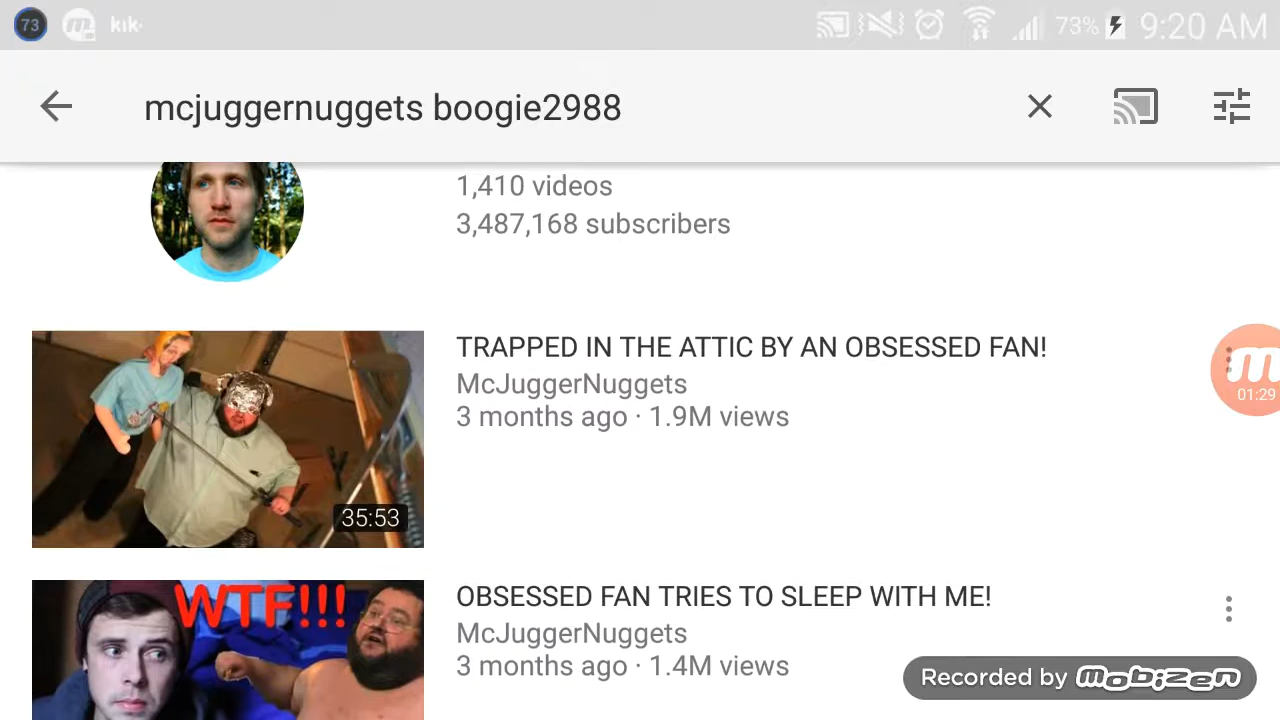 73 m kik 73% 9:20 AM
mcjuggernuggets boogie2988
1,410 videos
3,487,168 subscribers
TRAPPED IN THE ATTIC BY AN OBSESSED FAN!
McJuggerNuggets
3 months ago · 1.9M views
35:53
m
01:29
WTF!!!
OBSESSED FAN TRIES TO SLEEP WITH ME!
McJuggerNuggets
3 months ago · 1.4M views
Recorded by mobizen